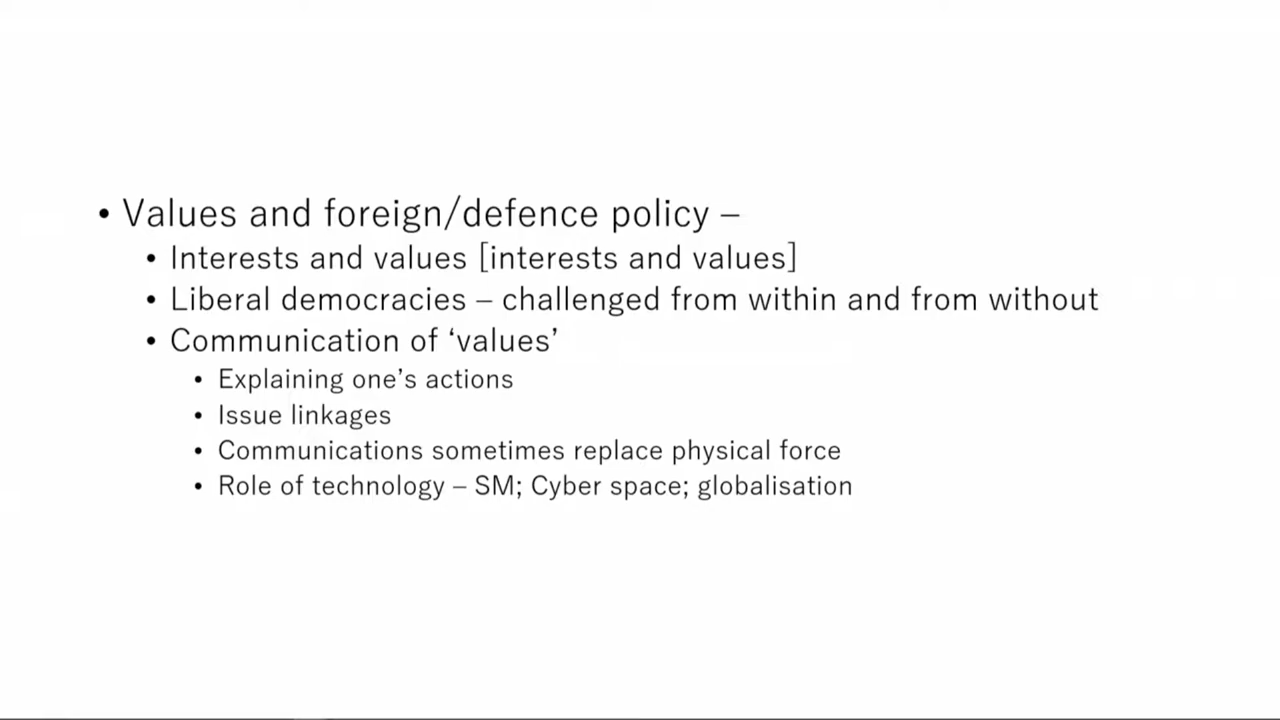 • Values and foreign/defence policy –
• Interests and values [interests and values]
• Liberal democracies – challenged from within and from without
• Communication of ‘values’
• Explaining one’s actions
• Issue linkages
• Communications sometimes replace physical force
• Role of technology – SM; Cyber space; globalisation